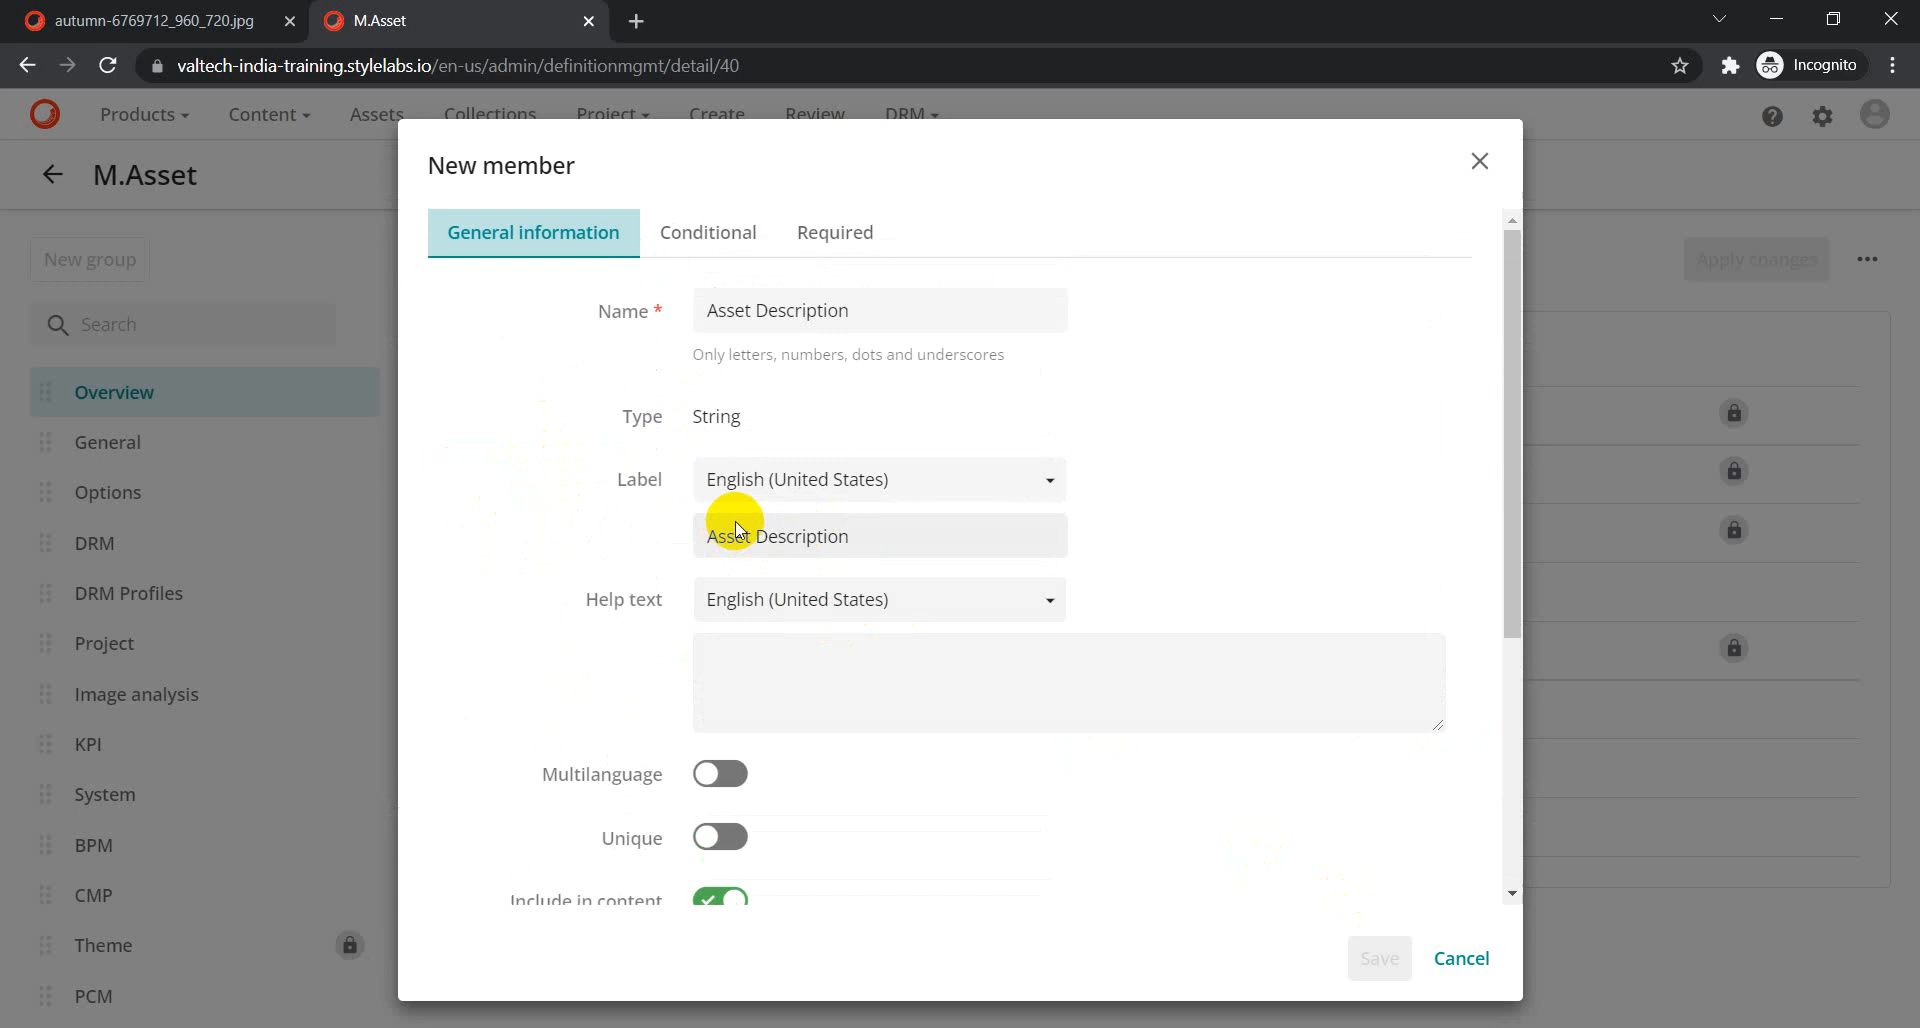 autumn-6769712_960_720.jpg
M.Asset
valtech-india-training.stylelabs.io/en-us/admin/definitionmgmt/detail/40
Incognito
Products
Content
Assets
Collections
Project
Create
Review
DRM
M.Asset
New group
Search
Overview
General
Options
DRM
DRM Profiles
Project
Image analysis
KPI
System
BPM
CMP
Theme
PCM
Apply changes
New member
General information
Conditional
Required
Name *
Asset Description
Only letters, numbers, dots and underscores
Type
String
Label
English (United States)
Asset Description
Help text
English (United States)
Multilanguage
Unique
Include in content
Save
Cancel